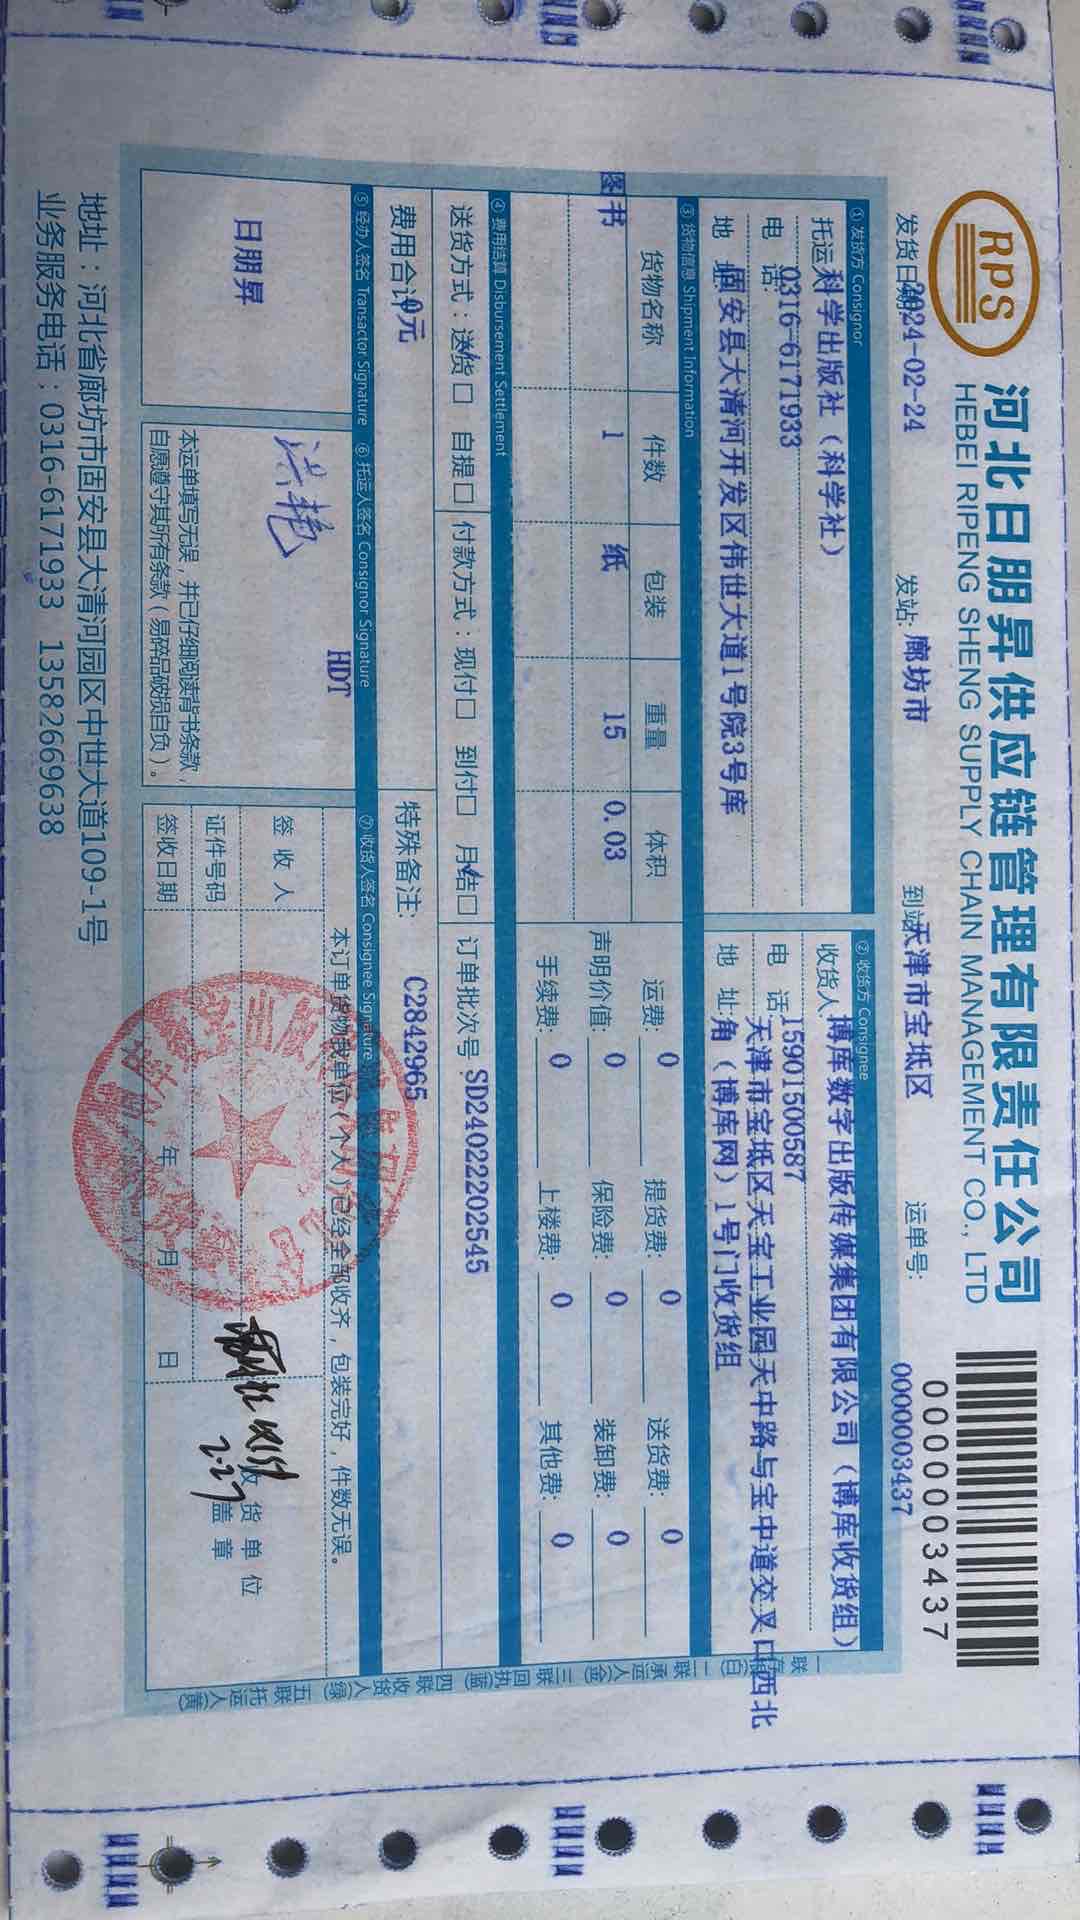 RPS
河北日朋昇供应链管理有限责任公司
HEBEI RIPENG SHENG SUPPLY CHAIN MANAGEMENT CO., LTD
0000003437
发货日期: 2024-02-24 发站: 廊坊市 到站: 天津市宝坻区 运单号: 0000003437
① 发货方 Consignor
托运 科学出版社（科学社）
电 话: 0316-6171933
地 址 固安县大清河开发区伟世大道1号院3号库
② 收货方 Consignee
收货人 博库数字出版传媒集团有限公司（博库收货组）
电 话 15901500587
地 址: 天津市宝坻区天宝工业园天中路与宝中道交叉口西北
角（博库网）1号门收货组
③ 货物信息 Shipment Information
货物名称 件数 包装 重量 体积
图书 1 纸 15 0.03
运费: 0 提货费: 0 送货费: 0
声明价值: 0 保险费: 0 装卸费: 0
手续费: 0 上楼费: 0 其他费: 0
④ 费用结算 Disbursement Settlement
送货方式：送货☐ 自提☐ 付款方式：现付☐ 到付☐ 月结☐ 订单批次号: SD240222202545
费用合计 0元 特殊备注: C2842965
⑤ 经办人签名 Transactor Signature
日朋昇
⑥ 托运人签名 Consignor Signature
HDT
洪艳
本运单填写无误，并已仔细阅读背书条款，
自愿遵守其所有条款（易碎品破损自负）。
⑦ 收货人签名 Consignee Signature
本订单货物我单位(个人)已经全部收齐，包装完好，件数无误。
签 收 人
证件号码
签收日期 年 月 日
收 货 单 位
盖 章
2.27
一联存根(白) 二联承运人(金) 三联回执(蓝) 四联收货人(绿) 五联托运人(黄)
地址：河北省廊坊市固安县大清河园区中世大道109-1号
业务服务电话：0316-6171933 13582669638